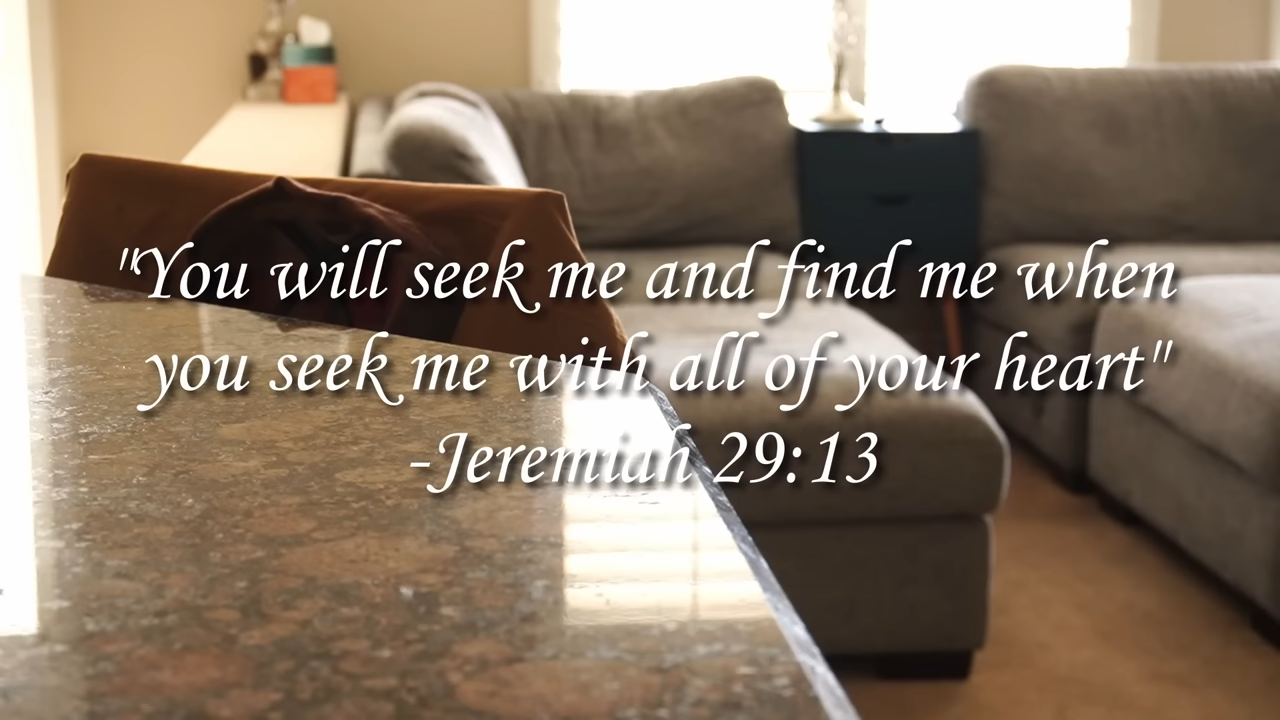 "You will seek me and find me when
you seek me with all of your heart"
-Jeremiah 29:13